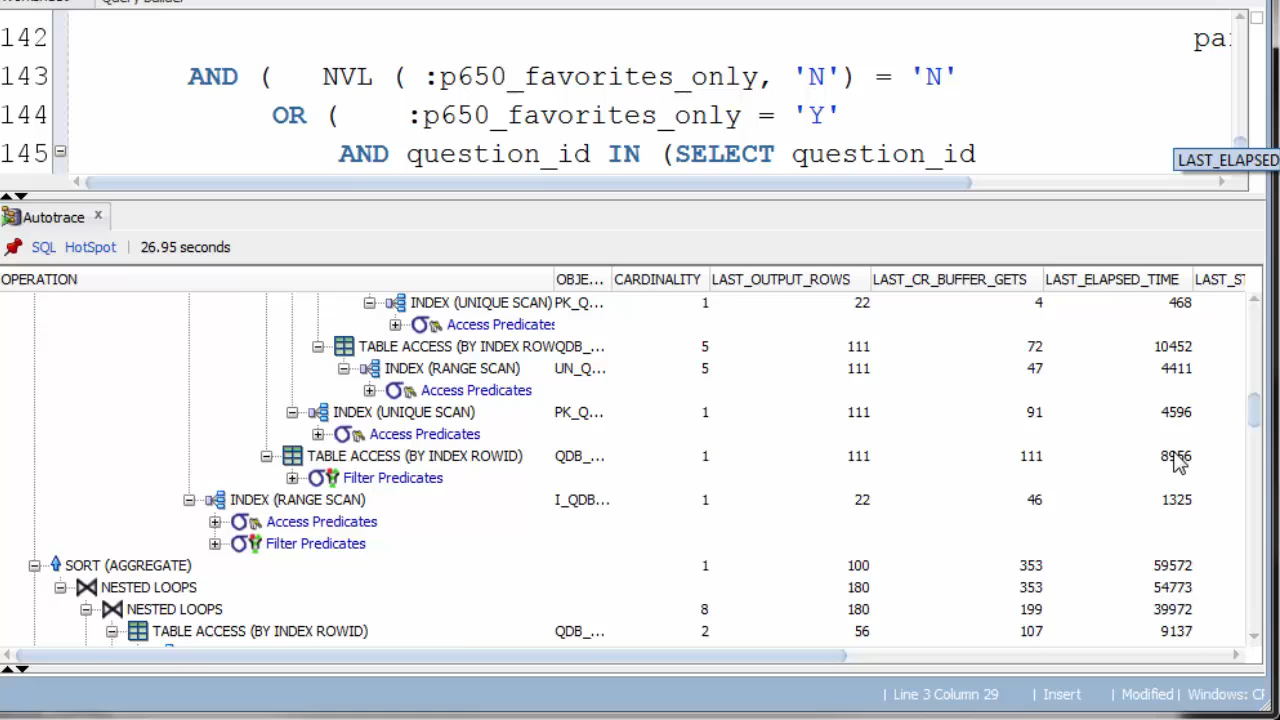 142 par
143 AND ( NVL ( :p650_favorites_only, 'N') = 'N'
144 OR ( :p650_favorites_only = 'Y'
145 AND question_id IN (SELECT question_id
LAST_ELAPSED
Autotrace x
SQL HotSpot | 26.95 seconds
OPERATION OBJE... CARDINALITY LAST_OUTPUT_ROWS LAST_CR_BUFFER_GETS LAST_ELAPSED_TIME LAST_ST
INDEX (UNIQUE SCAN) PK_Q... 1 22 4 468
Access Predicates
TABLE ACCESS (BY INDEX ROW QDB_... 5 111 72 10452
INDEX (RANGE SCAN) UN_Q... 5 111 47 4411
Access Predicates
INDEX (UNIQUE SCAN) PK_Q... 1 111 91 4596
Access Predicates
TABLE ACCESS (BY INDEX ROWID) QDB_... 1 111 111
Filter Predicates
INDEX (RANGE SCAN) I_QDB... 1 22 46 1325
Access Predicates
Filter Predicates
SORT (AGGREGATE) 1 100 353 59572
NESTED LOOPS 180 353 54773
NESTED LOOPS 8 180 199 39972
TABLE ACCESS (BY INDEX ROWID) QDB_... 2 56 107 9137
| Line 3 Column 29 | Insert | Modified | Windows: CF